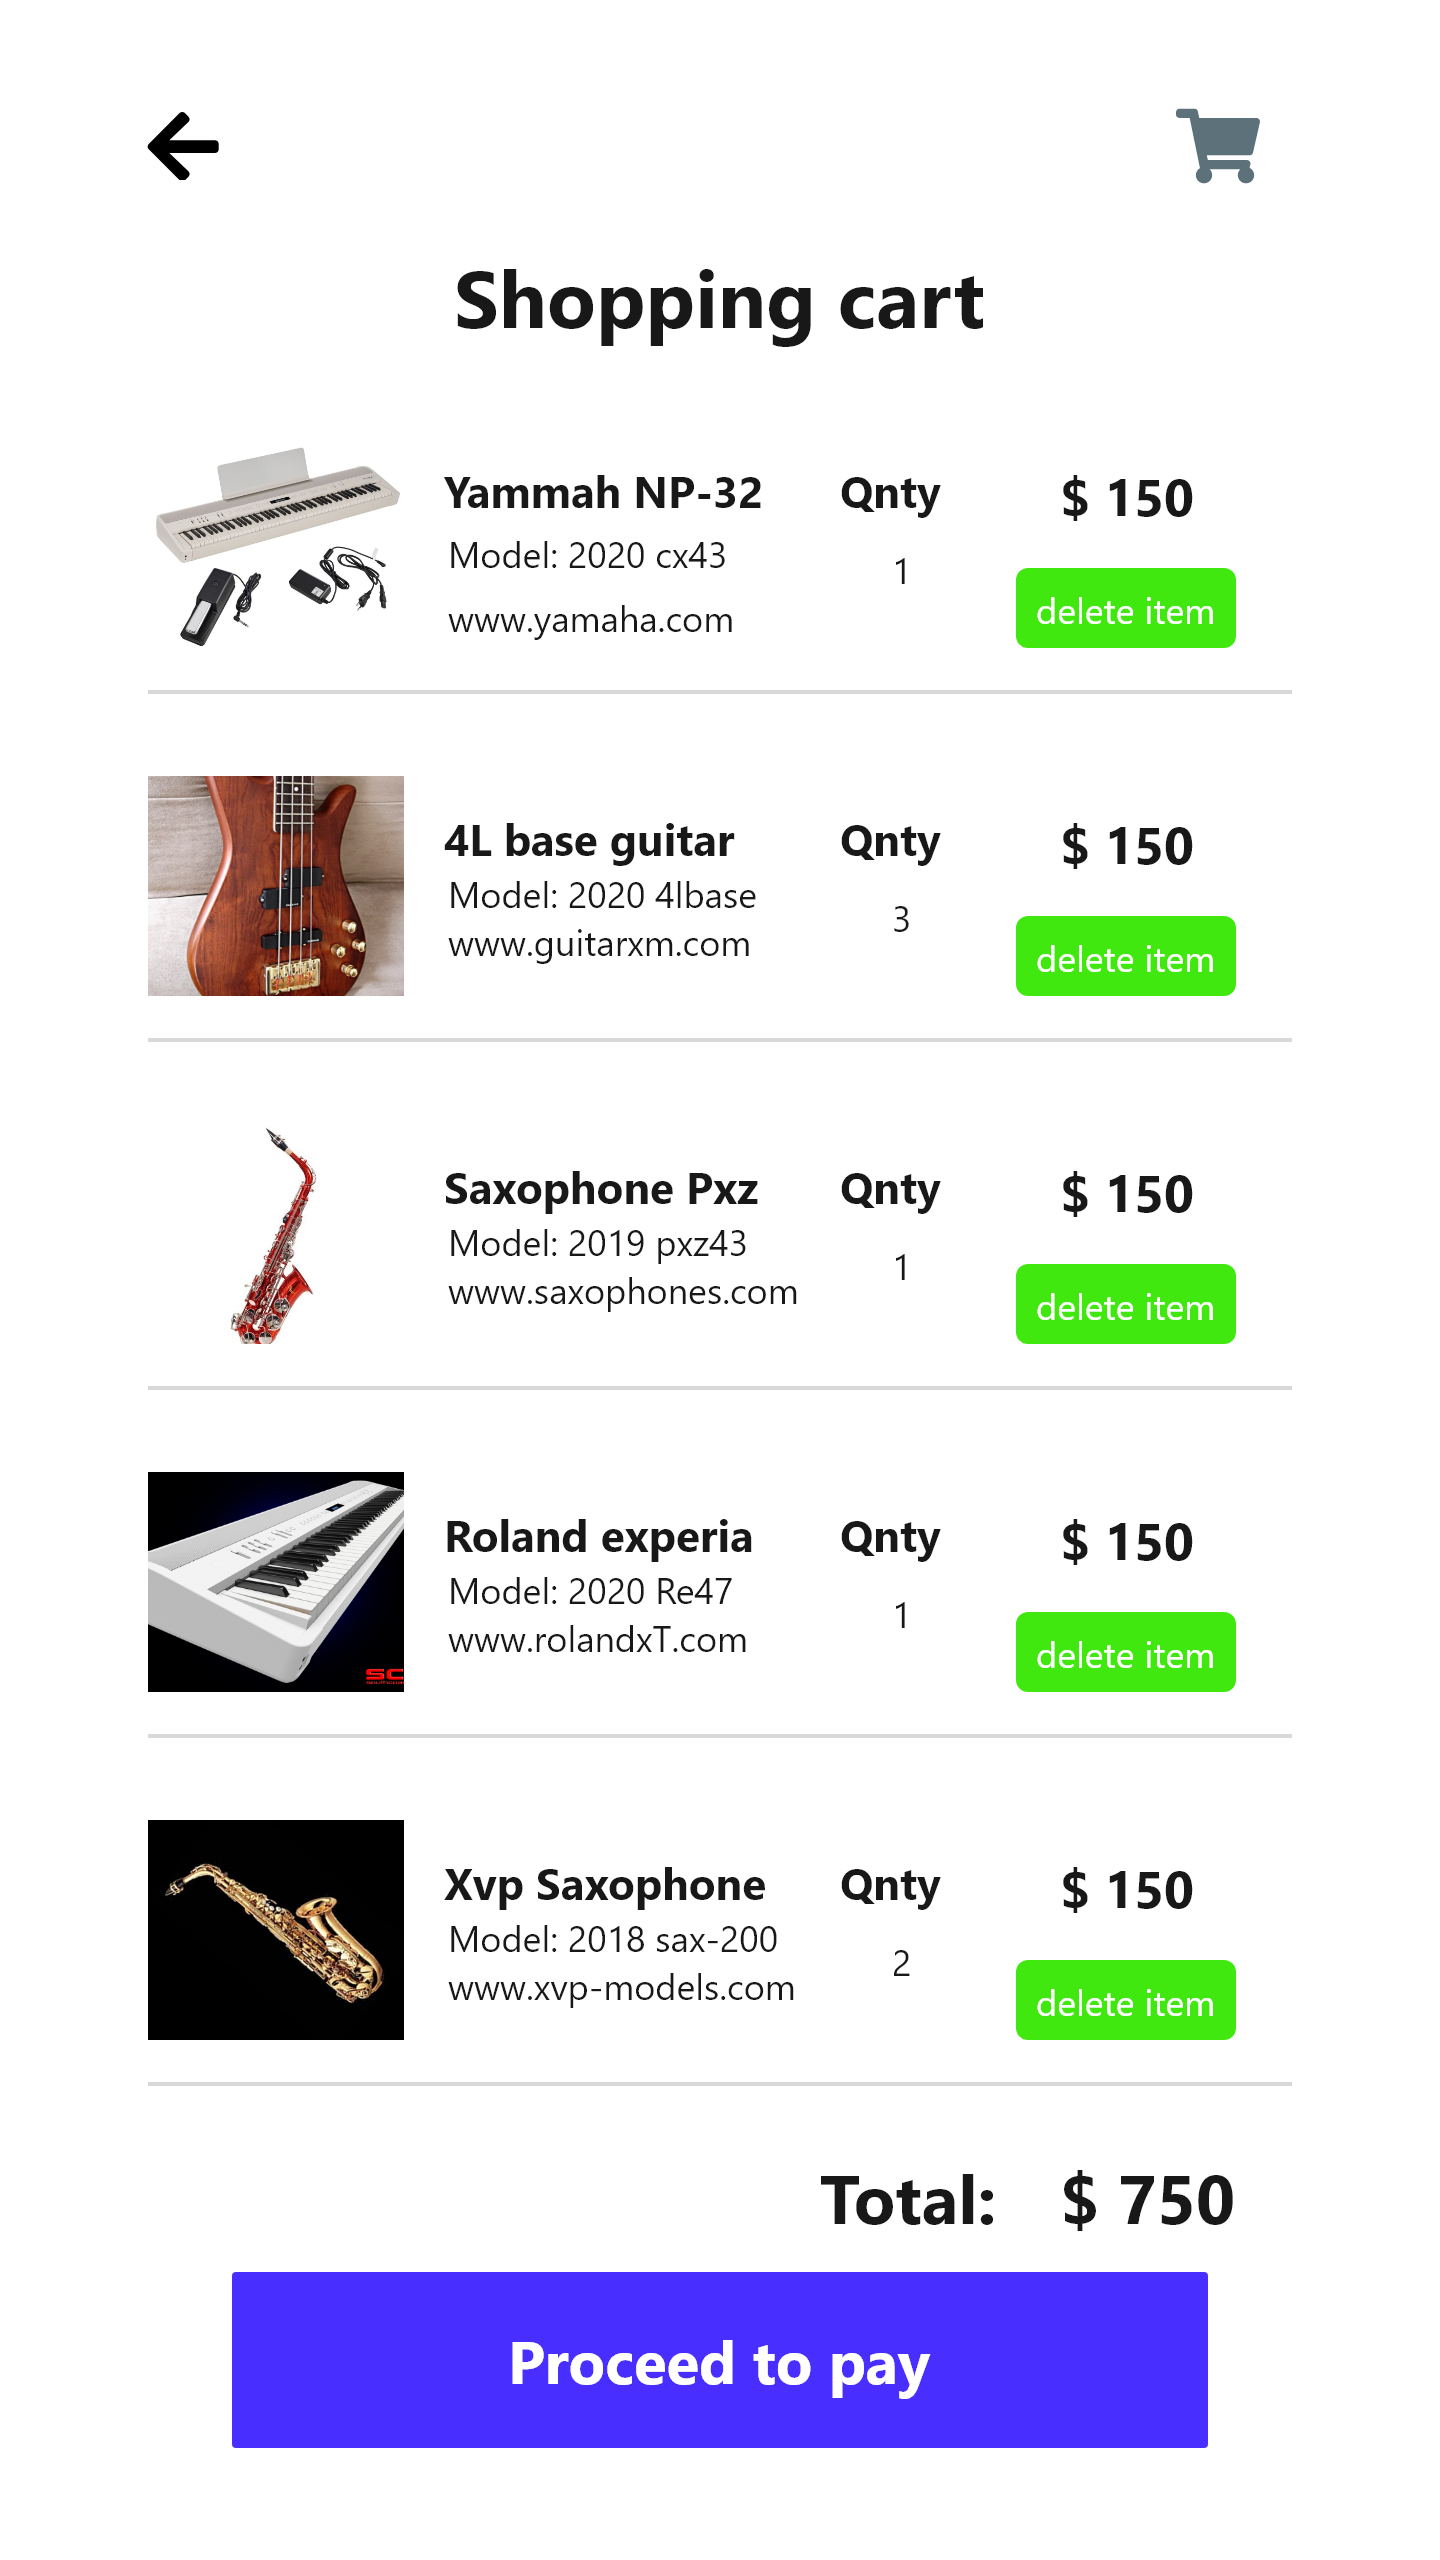 Shopping cart
Yammah NP-32 Qnty $ 150
Model: 2020 cx43 1
www.yamaha.com delete item
4L base guitar Qnty $ 150
Model: 2020 4lbase 3
www.guitarxm.com delete item
Saxophone Pxz Qnty $ 150
Model: 2019 pxz43 1
www.saxophones.com delete item
Roland experia Qnty $ 150
Model: 2020 Re47 1
www.rolandxT.com delete item
SC
Xvp Saxophone Qnty $ 150
Model: 2018 sax-200 2
www.xvp-models.com delete item
Total: $ 750
Proceed to pay